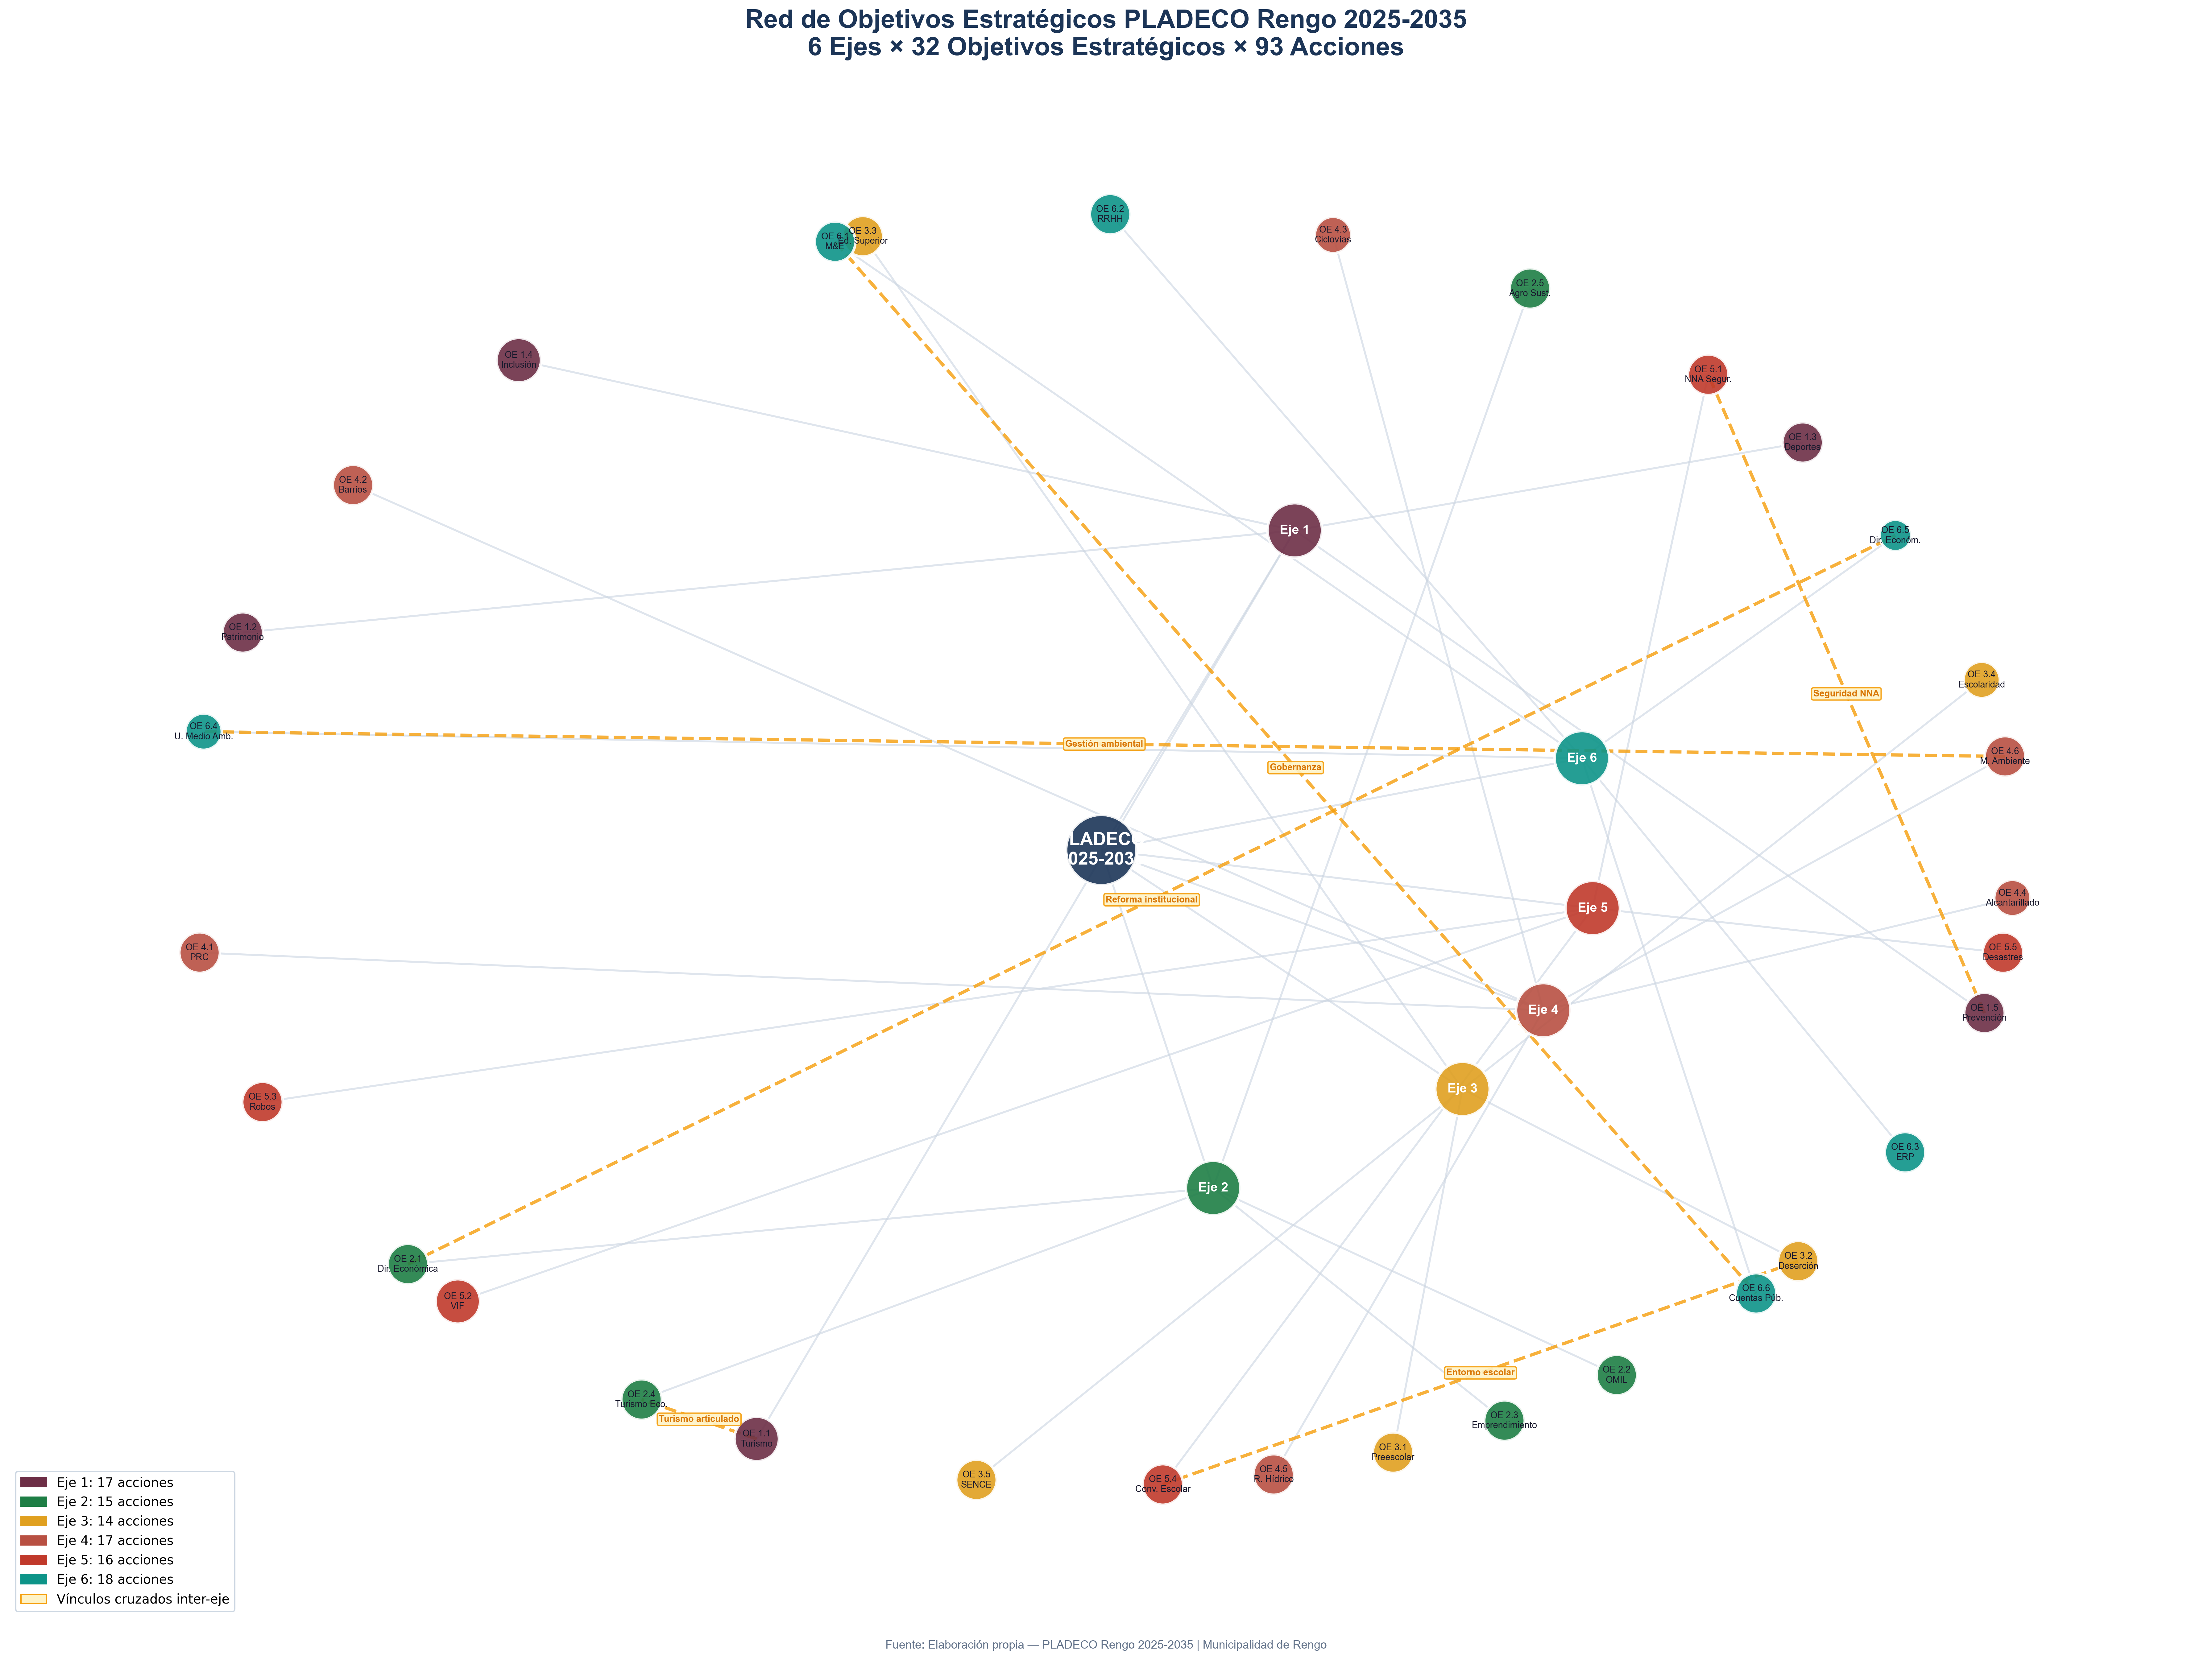 Red de Objetivos Estratégicos PLADECO Rengo 2025-2035
6 Ejes × 32 Objetivos Estratégicos × 93 Acciones
OE 6.2
RRHH
OE 3.3
Ed. Superior
OE 6.1
M&E
OE 4.3
Ciclovías
OE 2.5
Agro Sust.
OE 1.4
Inclusión
OE 5.1
NNA Segur.
OE 1.3
Deportes
OE 4.2
Barrios
Eje 1
OE 6.5
Dir. Económ.
OE 1.2
Patrimonio
OE 3.4
Escolaridad
Seguridad NNA
OE 6.4
U. Medio Amb.
Gestión ambiental
Gobernanza
Eje 6
OE 4.6
M. Ambiente
LADECO
025-203
Reforma institucional
Eje 5
OE 4.4
Alcantarillado
OE 4.1
PRC
OE 5.5
Desastres
Eje 4
OE 1.5
Prevención
OE 5.3
Robos
Eje 3
OE 6.3
ERP
Eje 2
OE 2.1
Dir. Económica
OE 5.2
VIF
OE 3.2
Deserción
OE 6.6
Cuentas Púb.
Entorno escolar
OE 2.2
OMIL
OE 2.4
Turismo Eco.
Turismo articulado
OE 1.1
Turismo
OE 2.3
Emprendimiento
OE 3.1
Preescolar
OE 3.5
SENCE
OE 5.4
Conv. Escolar
OE 4.5
R. Hídrico
Eje 1: 17 acciones
Eje 2: 15 acciones
Eje 3: 14 acciones
Eje 4: 17 acciones
Eje 5: 16 acciones
Eje 6: 18 acciones
Vínculos cruzados inter-eje
Fuente: Elaboración propia — PLADECO Rengo 2025-2035 | Municipalidad de Rengo